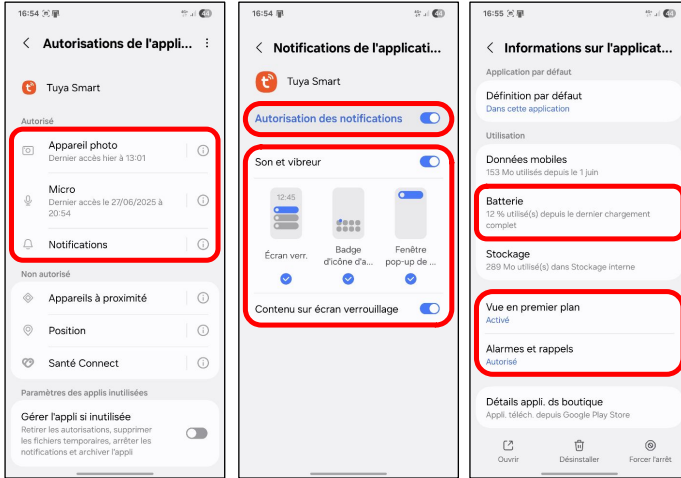 16:54
Autorisations de l'appli...
Tuya Smart
Autorisé
Appareil photo
Dernier accès hier à 13:01
Micro
Dernier accès le 27/06/2025 à
20:54
Notifications
Non autorisé
Appareils à proximité
Position
Santé Connect
Paramètres des applis inutilisées
Gérer l'appli si inutilisée
Retirer les autorisations, supprimer
les fichiers temporaires, arrêter les
notifications et archiver l'appli
16:54
Notifications de l'applicati...
Tuya Smart
Autorisation des notifications
Son et vibreur
12:45
Écran verr.
Badge
d'icône d'a...
Fenêtre
pop-up de ...
Contenu sur écran verrouillage
16:55
Informations sur l'applicat...
Application par défaut
Définition par défaut
Dans cette application
Utilisation
Données mobiles
153 Mo utilisés depuis le 1 juin
Batterie
12 % utilisé(s) depuis le dernier chargement
complet
Stockage
289 Mo utilisé(s) dans Stockage interne
Vue en premier plan
Activé
Alarmes et rappels
Autorisé
Détails appli. ds boutique
Appli. téléch. depuis Google Play Store
Ouvrir
Désinstaller
Forcer l'arrêt